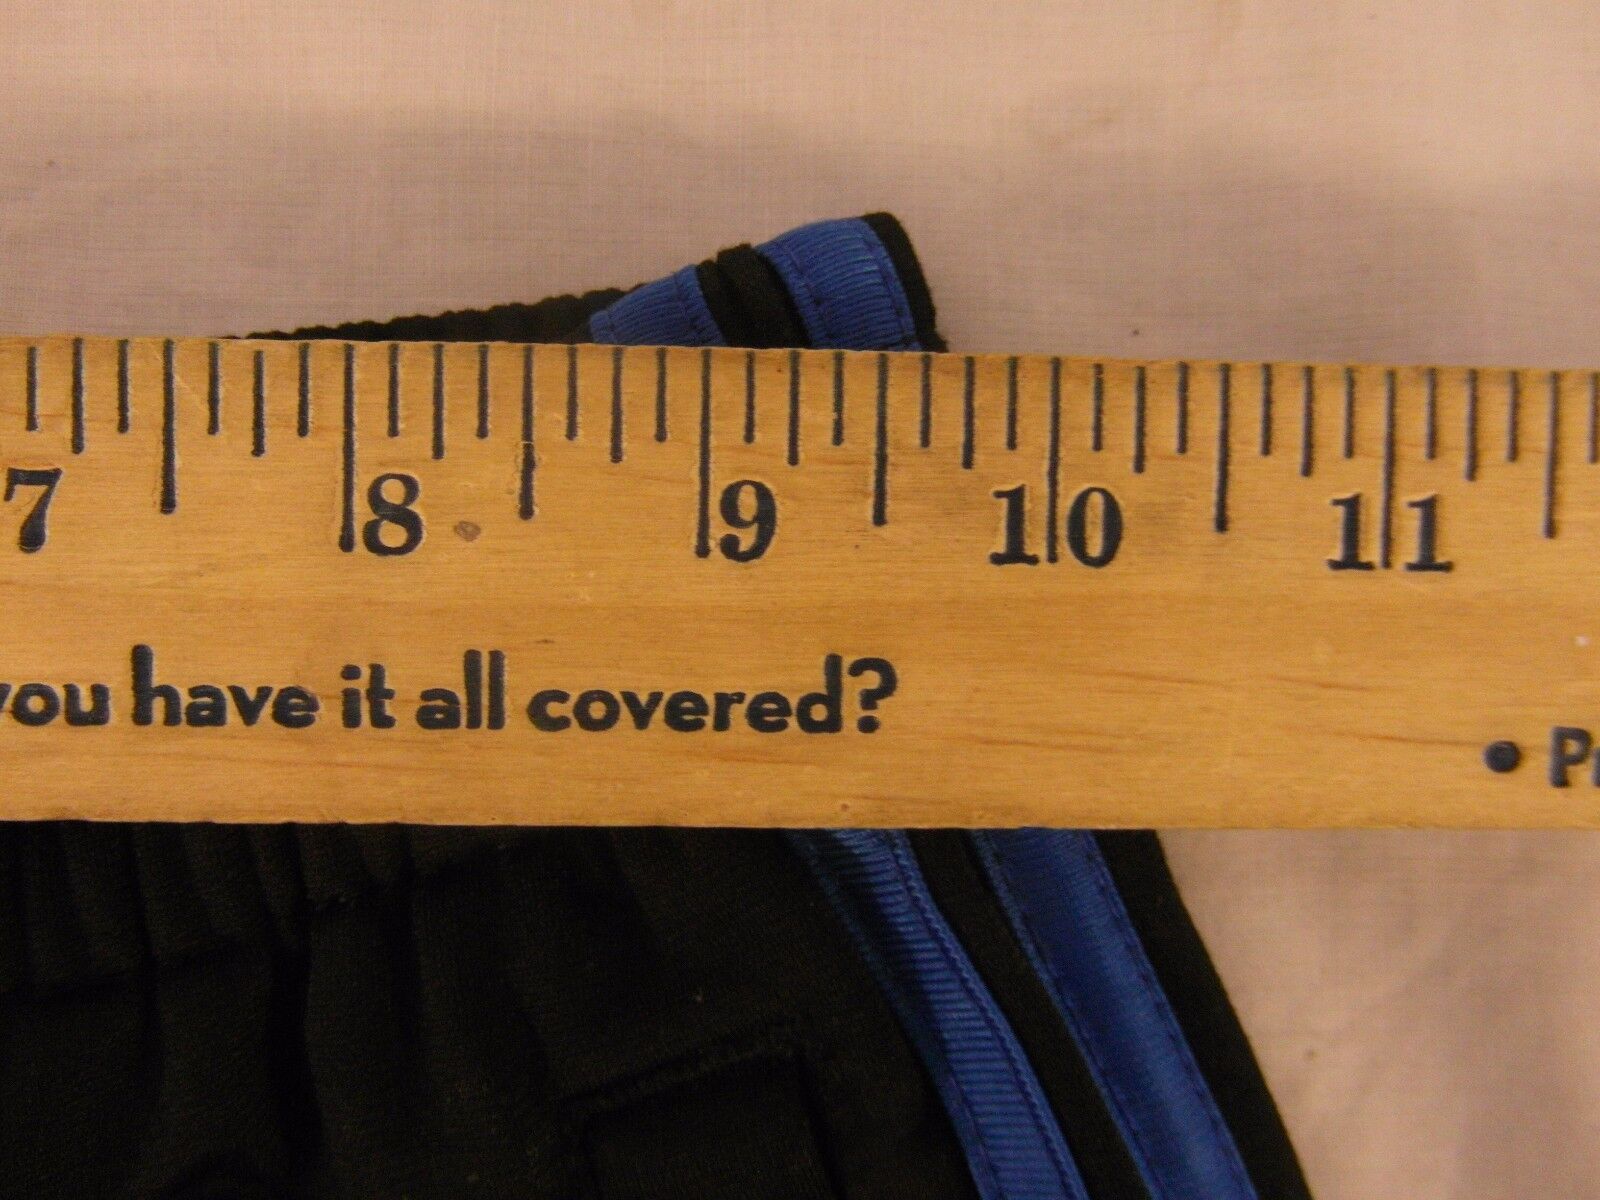 7 8 9 10 11
you have it all covered?
•